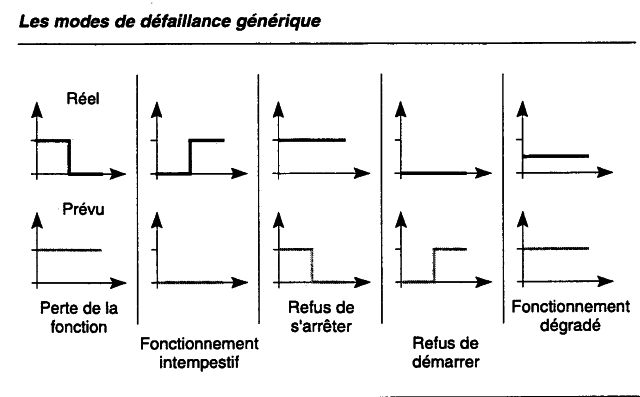 Les modes de défaillance générique
Réel
Prévu
Perte de la
fonction
Fonctionnement
intempestif
Refus de
s'arrêter
Refus de
démarrer
Fonctionnement
dégradé